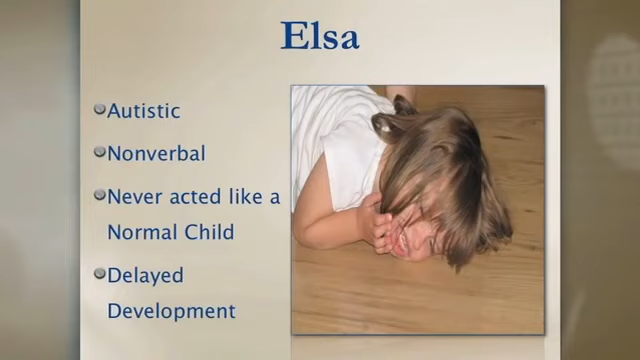 Elsa
Autistic
Nonverbal
Never acted like a
Normal Child
Delayed
Development